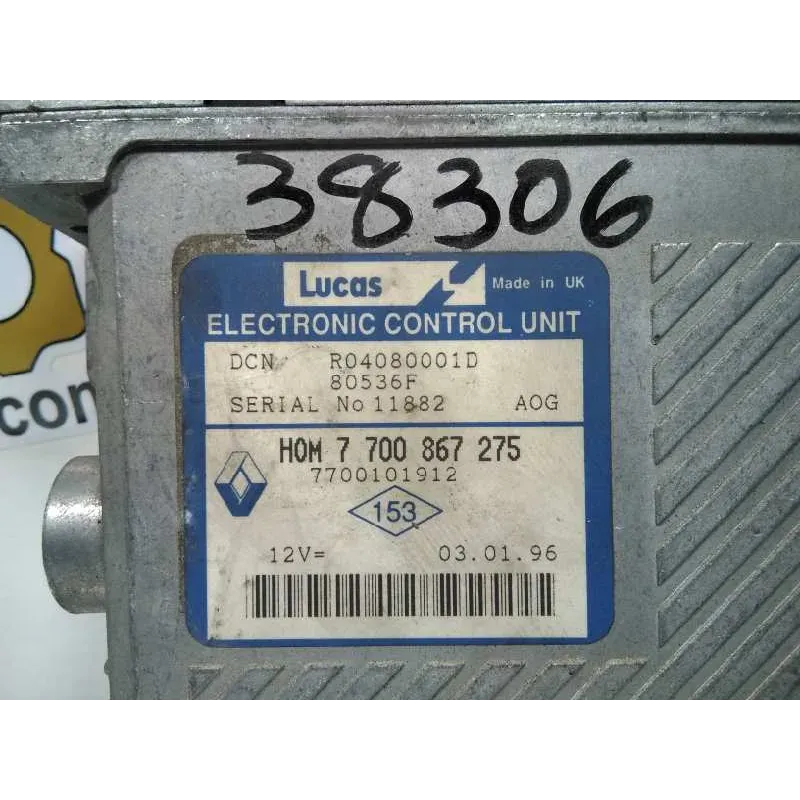 38306
Lucas Made in UK
ELECTRONIC CONTROL UNIT
DCN R04080001D
80536F
SERIAL No 11882 AOG
HOM 7 700 867 275
7700101912
153
12V= 03.01.96
.com